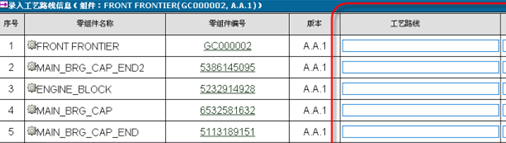 录入工艺路线信息(组件:FRONT FRONTIER(GC000002, A.A.1))
序号 零组件名称 零组件编号 版本 工艺路线
1 FRONT FRONTIER GC000002 A.A.1
2 MAIN_BRG_CAP_END2 5386145095 A.A.1
3 ENGINE_BLOCK 5232914928 A.A.1
4 MAIN_BRG_CAP 6532581632 A.A.1
5 MAIN_BRG_CAP_END 5113189151 A.A.1